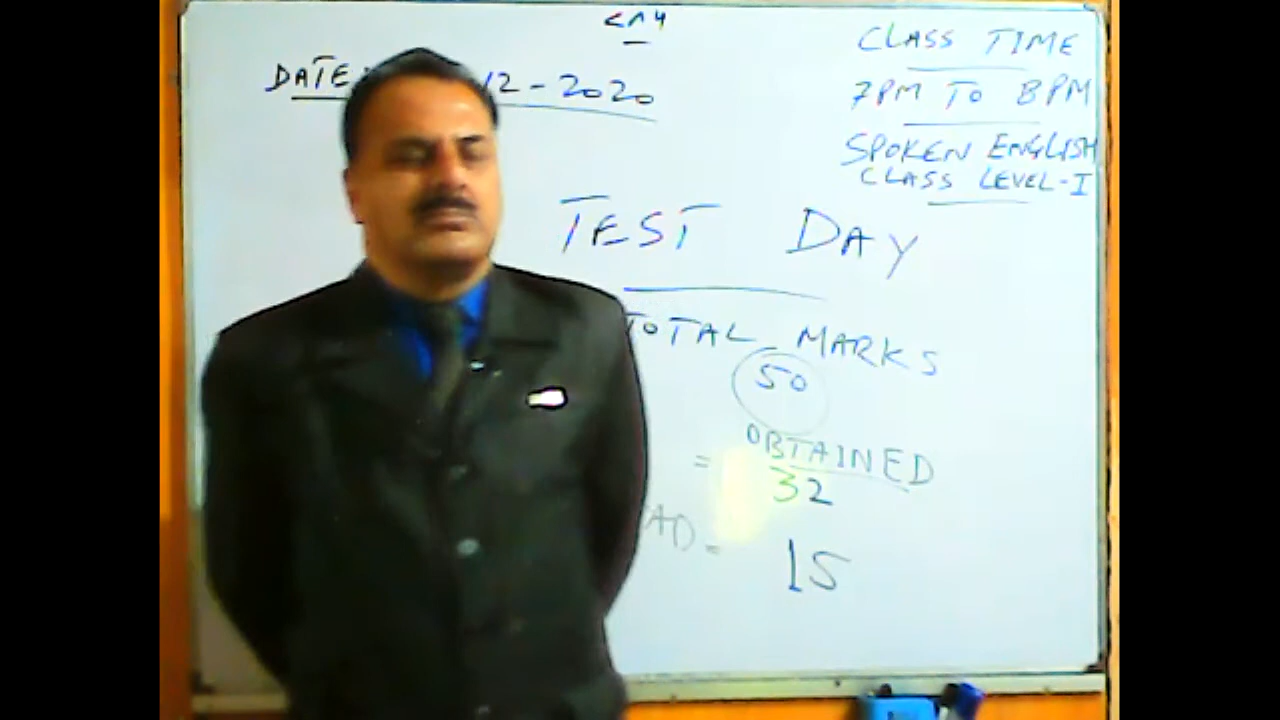 DATE: 12-2020
CLASS TIME
7PM TO 8PM
SPOKEN ENGLISH
CLASS LEVEL-I
TEST DAY
TOTAL MARKS
50
OBTAINED
= 32
= 15